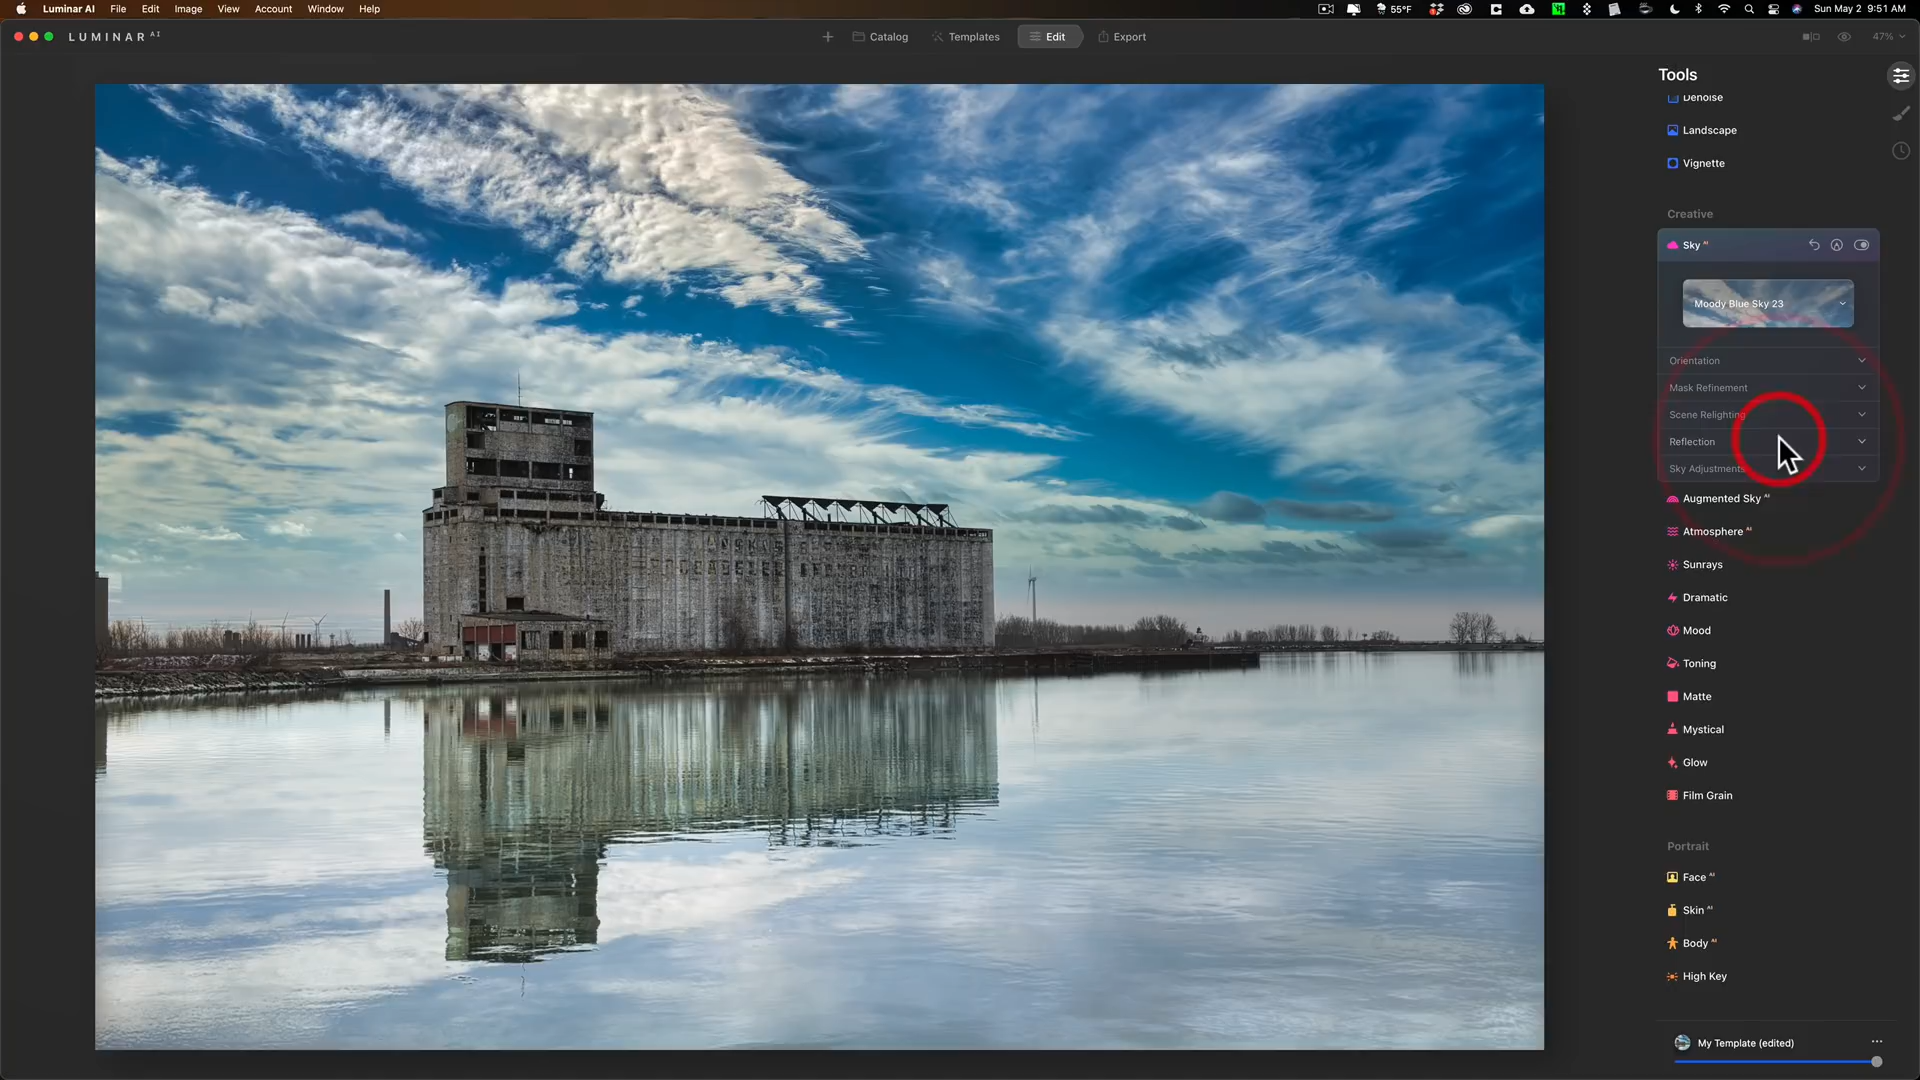 Luminar AI File Edit Image View Account Window Help 55°F Sun May 2 9:51 AM
LUMINAR AI Catalog Templates Edit Export 47%
Tools
Denoise
Landscape
Vignette
Creative
Sky AI
Moody Blue Sky 23
Orientation
Mask Refinement
Scene Relighting
Reflection
Sky Adjustments
Augmented Sky AI
Atmosphere AI
Sunrays
Dramatic
Mood
Toning
Matte
Mystical
Glow
Film Grain
Portrait
Face AI
Skin AI
Body AI
High Key
My Template (edited)